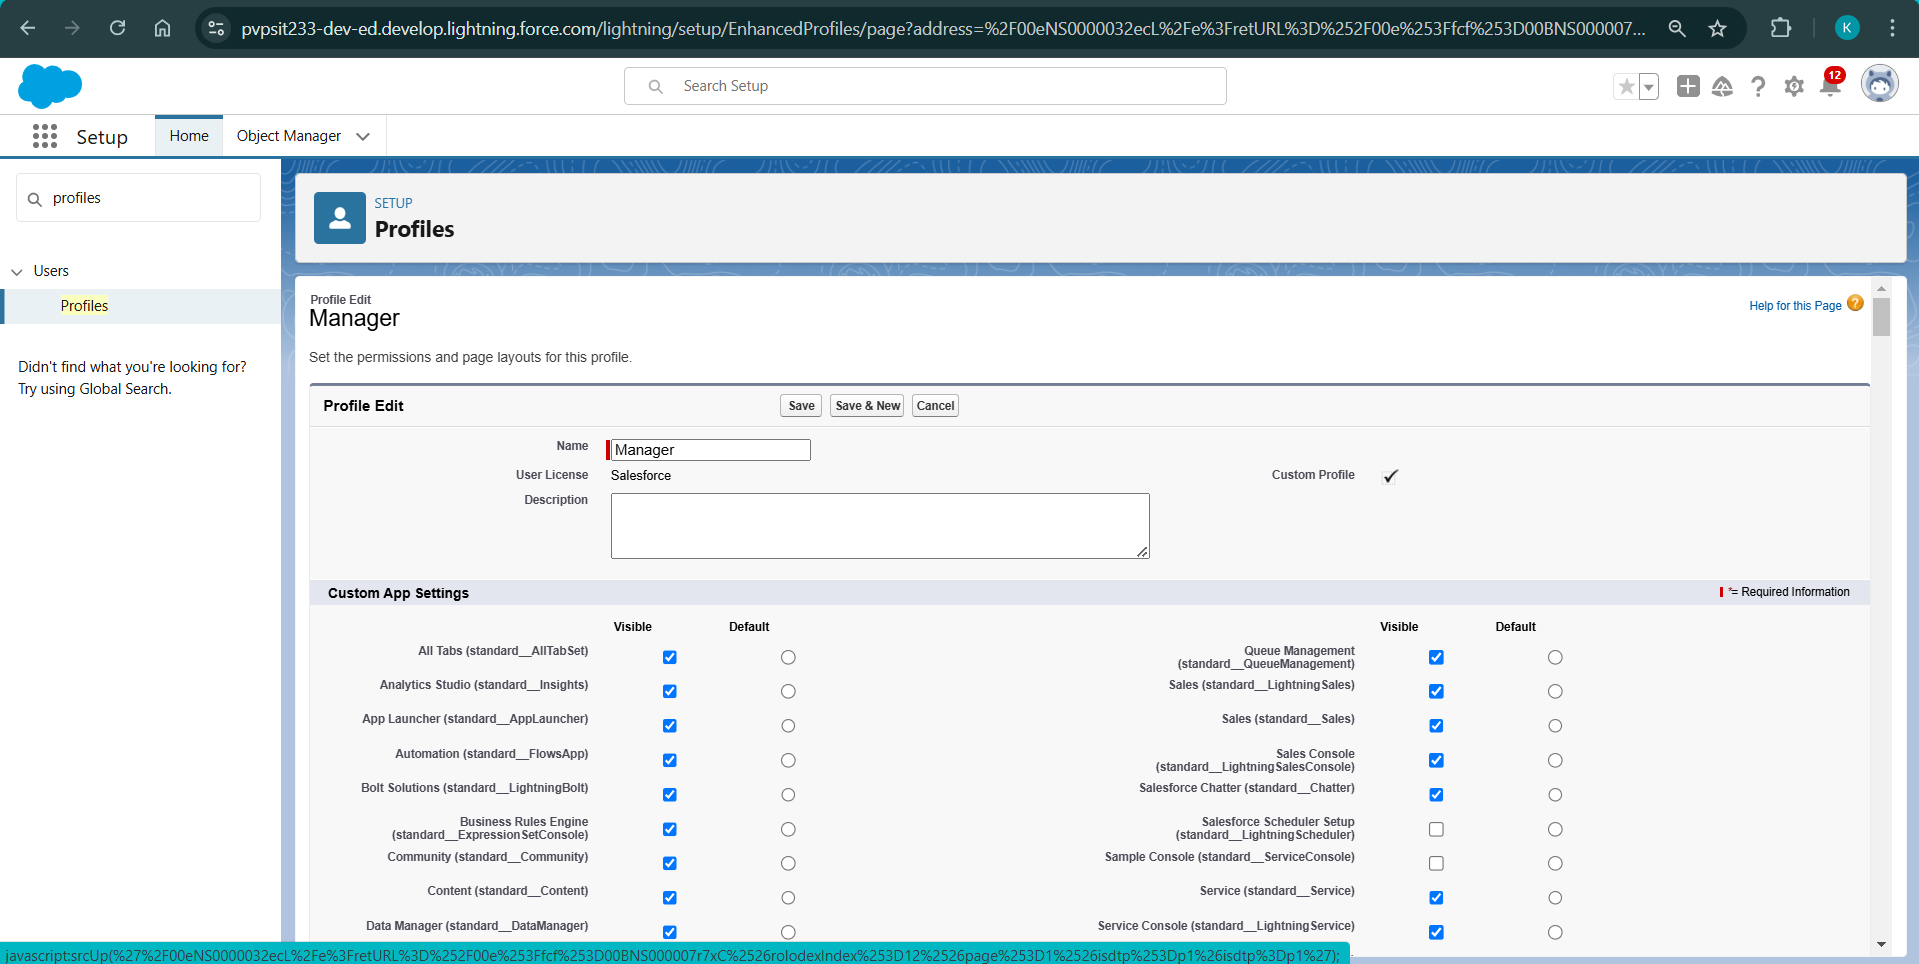 pvpsit233-dev-ed.develop.lightning.force.com/lightning/setup/EnhancedProfiles/page?address=%2F00eNS0000032ecL%2Fe%3FretURL%3D%252F00e%253Ffcf%253D00BNS000007...
K
Search Setup
12
Setup
Home
Object Manager
profiles
Users
Profiles
Didn't find what you're looking for?
Try using Global Search.
SETUP
Profiles
Profile Edit
Manager
Help for this Page
?
Set the permissions and page layouts for this profile.
Profile Edit
Save
Save & New
Cancel
Name
Manager
User License
Salesforce
Custom Profile
Description
Custom App Settings
*= Required Information
Visible Default
Visible Default
All Tabs (standard__AllTabSet)
Queue Management
(standard__QueueManagement)
Analytics Studio (standard__Insights)
Sales (standard__LightningSales)
App Launcher (standard__AppLauncher)
Sales (standard__Sales)
Automation (standard__FlowsApp)
Sales Console
(standard__LightningSalesConsole)
Bolt Solutions (standard__LightningBolt)
Salesforce Chatter (standard__Chatter)
Business Rules Engine
(standard__ExpressionSetConsole)
Salesforce Scheduler Setup
(standard__LightningScheduler)
Community (standard__Community)
Sample Console (standard__ServiceConsole)
Content (standard__Content)
Service (standard__Service)
Data Manager (standard__DataManager)
Service Console (standard__LightningService)
javascript:srcUp(%27%2F00eNS0000032ecL%2Fe%3FretURL%3D%252F00e%253Ffcf%253D00BNS000007r7xC%2526rolodexIndex%253D12%2526page%253D1%2526isdtp%253Dp1%26isdtp%3Dp1%27);